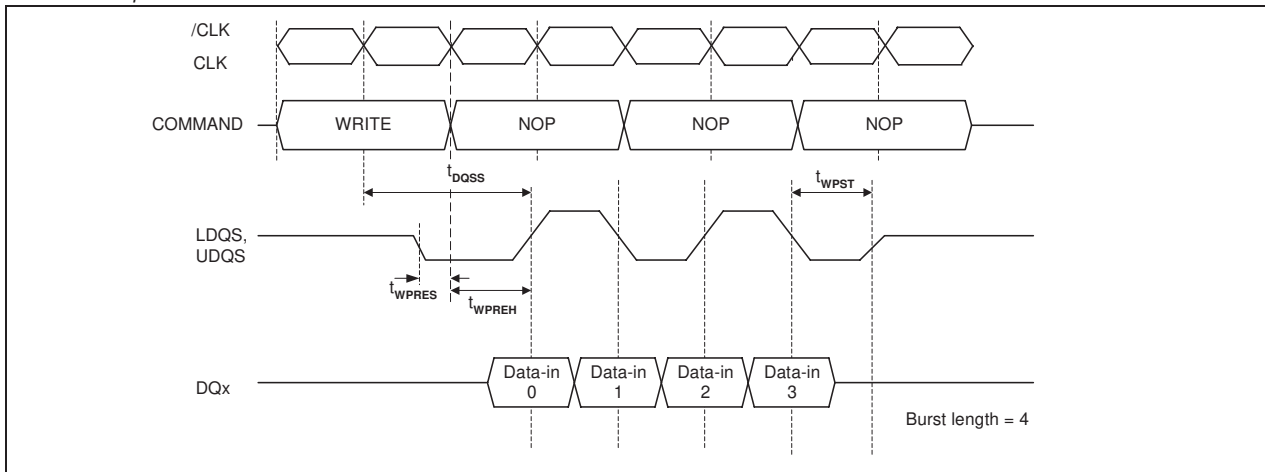 /CLK
CLK
COMMAND WRITE NOP NOP NOP
tDQSS tWPST
LDQS,
UDQS
tWPRES tWPREH
DQx Data-in 0 Data-in 1 Data-in 2 Data-in 3
Burst length = 4